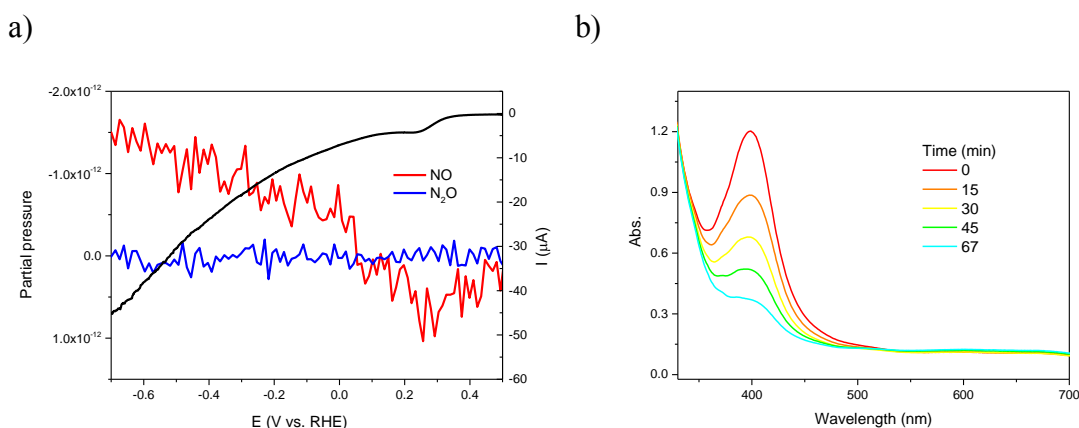 a)
b)
-2.0x10⁻¹²
-1.0x10⁻¹²
0.0
1.0x10⁻¹²
Partial pressure
NO
N₂O
0
-10
-20
-30
-40
-50
-60
I (µA)
-0.6 -0.4 -0.2 0.0 0.2 0.4
E (V vs. RHE)
1.2
0.9
0.6
0.3
0.0
Abs.
Time (min)
0
15
30
45
67
400 500 600 700
Wavelength (nm)